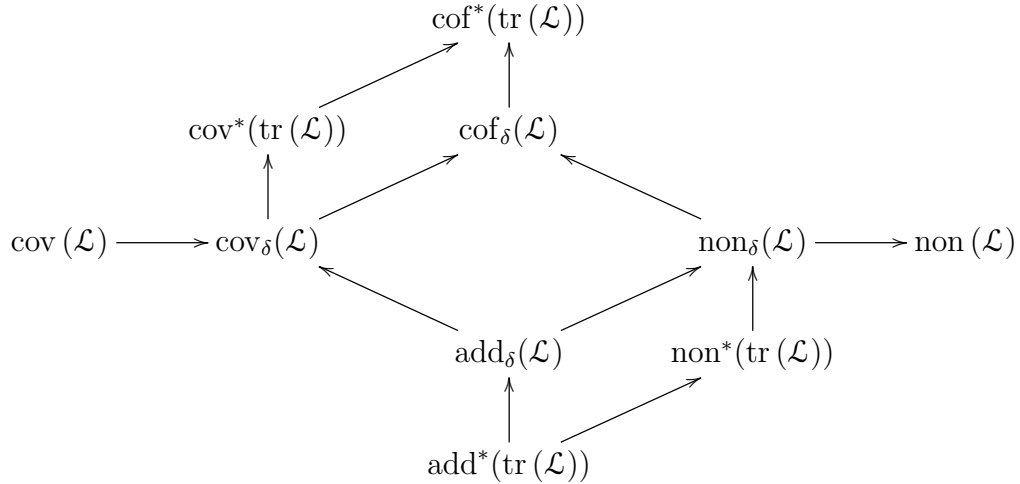 cof*(tr (ℒ))
cov*(tr (ℒ)) cof_δ(ℒ)
cov (ℒ) cov_δ(ℒ) non_δ(ℒ) non (ℒ)
add_δ(ℒ) non*(tr (ℒ))
add*(tr (ℒ))